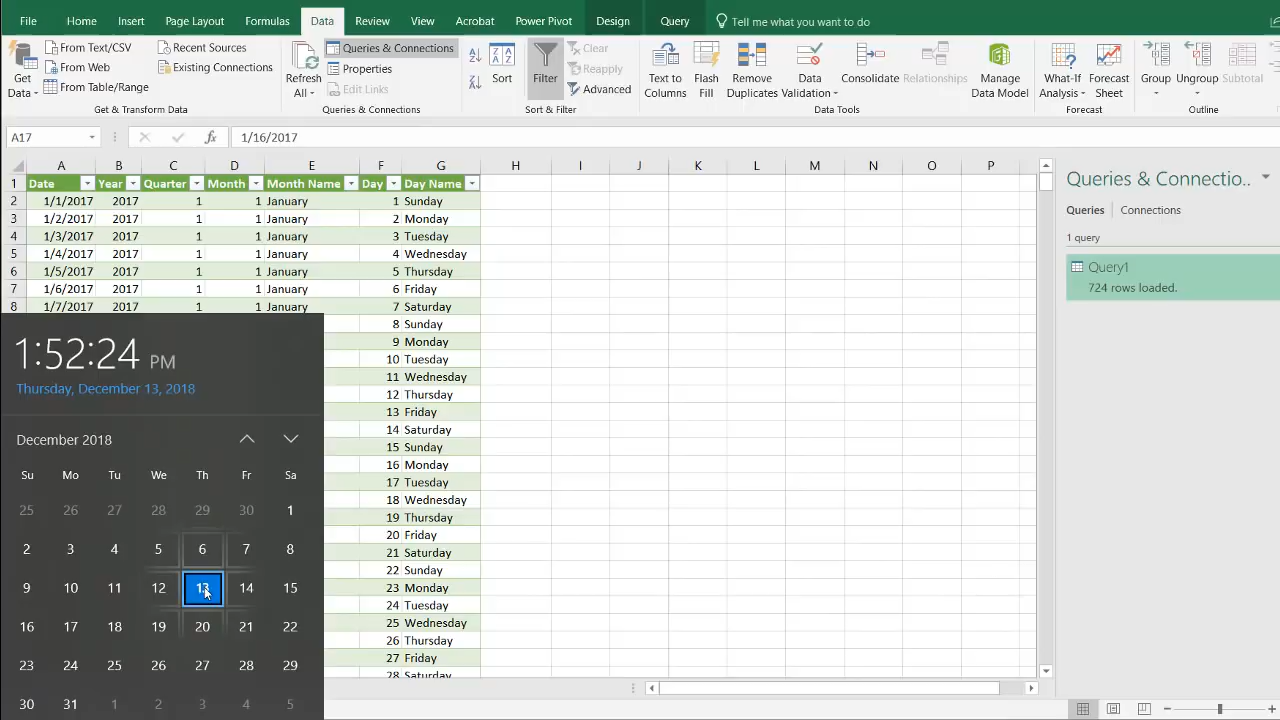 File Home Insert Page Layout Formulas Data Review View Acrobat Power Pivot Design Query Tell me what you want to do
Get Data
From Text/CSV
From Web
From Table/Range
Recent Sources
Existing Connections
Get & Transform Data
Refresh All
Queries & Connections
Properties
Edit Links
Queries & Connections
Sort
Filter
Clear
Reapply
Advanced
Sort & Filter
Text to Columns
Flash Fill
Remove Duplicates
Data Validation
Consolidate
Relationships
Manage Data Model
Data Tools
What-If Analysis
Forecast Sheet
Forecast
Group
Ungroup
Subtotal
Outline
A17 fx 1/16/2017
A B C D E F G H I J K L M N O P
1 Date Year Quarter Month Month Name Day Day Name
2 1/1/2017 2017 1 1 January 1 Sunday
3 1/2/2017 2017 1 1 January 2 Monday
4 1/3/2017 2017 1 1 January 3 Tuesday
5 1/4/2017 2017 1 1 January 4 Wednesday
6 1/5/2017 2017 1 1 January 5 Thursday
7 1/6/2017 2017 1 1 January 6 Friday
8 1/7/2017 2017 1 1 January 7 Saturday
8 Sunday
9 Monday
10 Tuesday
11 Wednesday
12 Thursday
13 Friday
14 Saturday
15 Sunday
16 Monday
17 Tuesday
18 Wednesday
19 Thursday
20 Friday
21 Saturday
22 Sunday
23 Monday
24 Tuesday
25 Wednesday
26 Thursday
27 Friday
28 Saturday
1:52:24 PM
Thursday, December 13, 2018
December 2018
Su Mo Tu We Th Fr Sa
25 26 27 28 29 30 1
2 3 4 5 6 7 8
9 10 11 12 13 14 15
16 17 18 19 20 21 22
23 24 25 26 27 28 29
30 31 1 2 3 4 5
Queries & Connectio..
Queries Connections
1 query
Query1
724 rows loaded.